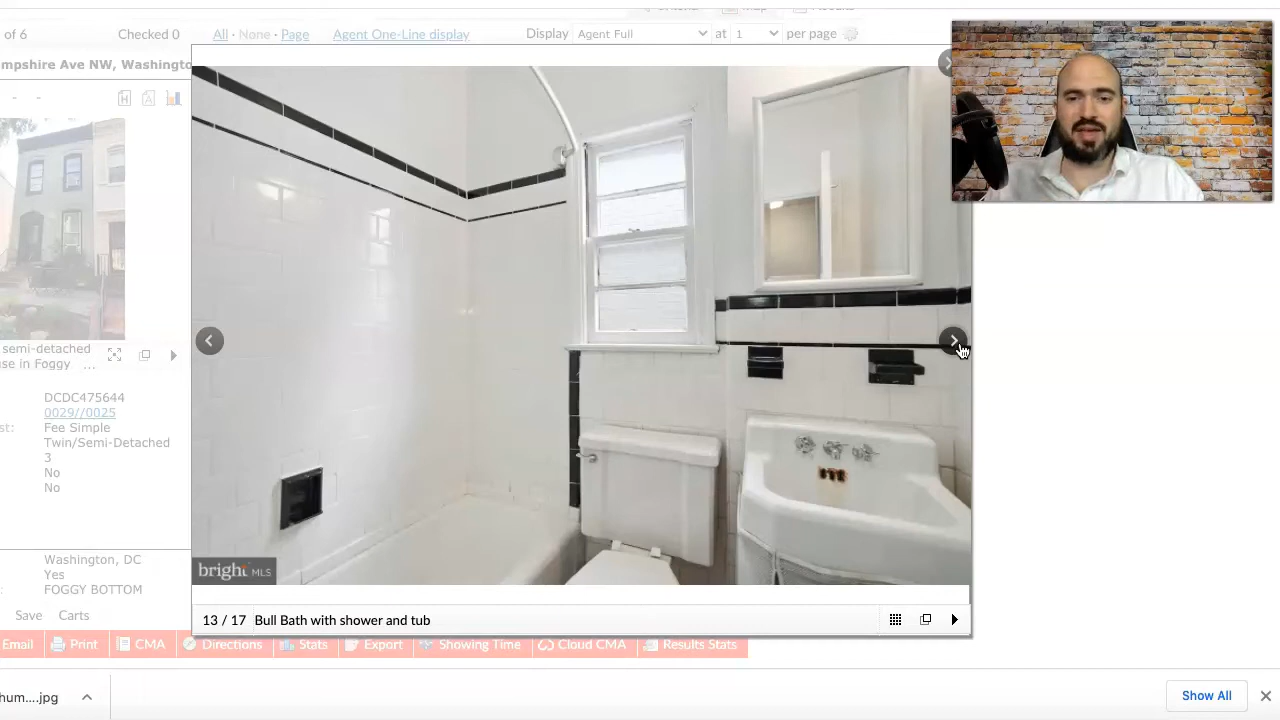 of 6 Checked 0 All · None · Page Agent One-Line display Display Agent Full at 1 per page
mpshire Ave NW, Washingto
semi-detached
se in Foggy ...
DCDC475644
0029//0025
st: Fee Simple
Twin/Semi-Detached
3
No
No
Washington, DC
Yes
: FOGGY BOTTOM
bright MLS
13 / 17 Bull Bath with shower and tub
Save Carts
Email Print CMA Directions Stats Export Showing Time Cloud CMA Results Stats
hum....jpg Show All